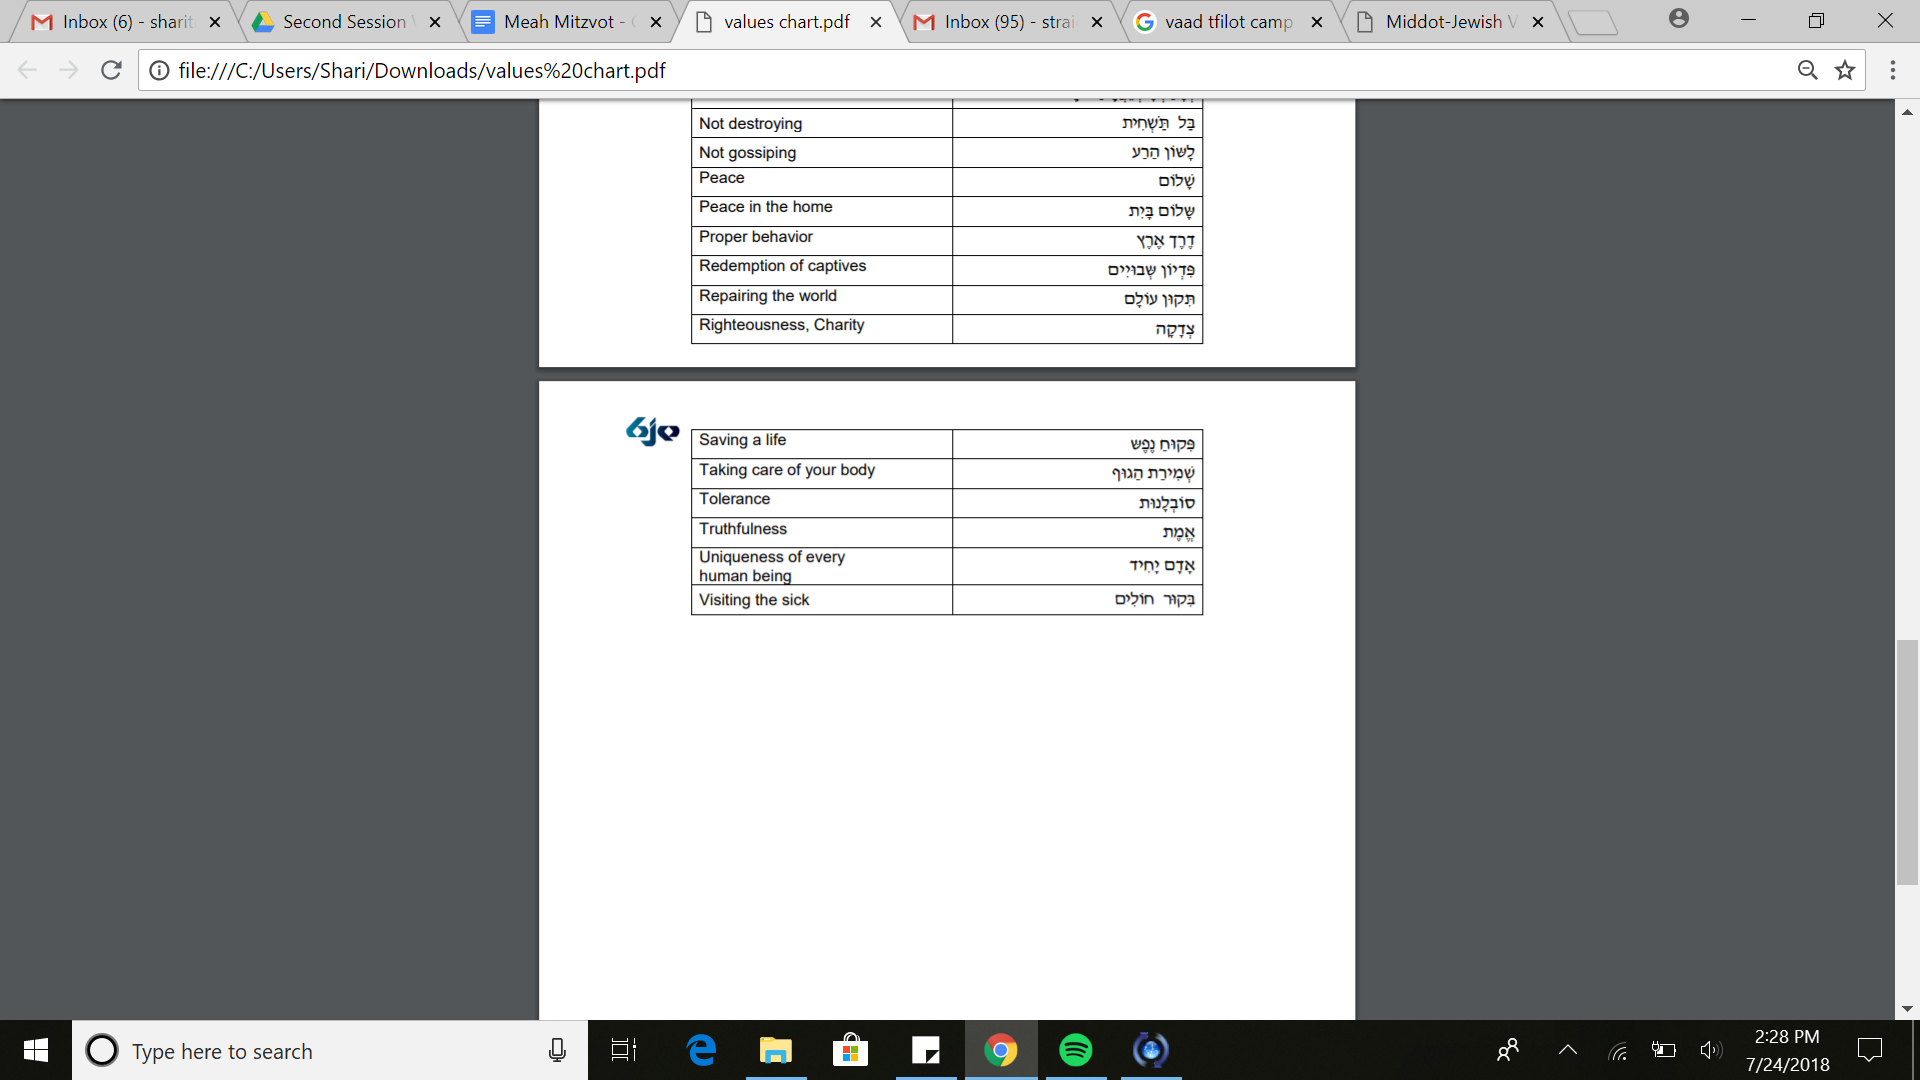 Inbox (6) - sharit
Second Session
Meah Mitzvot -
values chart.pdf
Inbox (95) - strai
vaad tfilot camp
Middot-Jewish V
file:///C:/Users/Shari/Downloads/values%20chart.pdf
Not destroying בַּל תַּשְׁחִית
Not gossiping לָשׁוֹן הַרַע
Peace שָׁלוֹם
Peace in the home שָׁלוֹם בָּיִת
Proper behavior דֶרֶך אֶרֶץ
Redemption of captives פִּדְיוֹן שְׁבוּיִים
Repairing the world תִּקוּן עוֹלָם
Righteousness, Charity צְדָקָה
Saving a life פִּקוּחַ נֶפֶשׁ
Taking care of your body שְׁמִירַת הַגוּף
Tolerance סוֹבְלָנוּת
Truthfulness אֱמֶת
Uniqueness of every
human being אָדָם יָחִיד
Visiting the sick בִּקוּר חוֹלִים
Type here to search
2:28 PM
7/24/2018